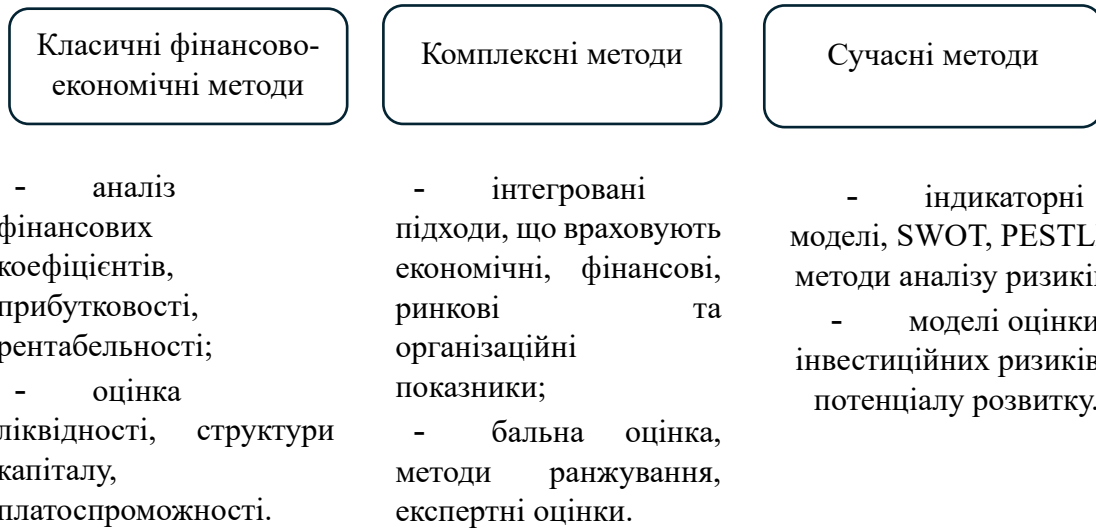 Класичні фінансово-
економічні методи
- аналіз
фінансових
коефіцієнтів,
прибутковості,
рентабельності;
- оцінка
ліквідності, структури
капіталу,
платоспроможності.
Комплексні методи
- інтегровані
підходи, що враховують
економічні, фінансові,
ринкові та
організаційні
показники;
- бальна оцінка,
методи ранжування,
експертні оцінки.
Сучасні методи
- індикаторні
моделі, SWOT,
методи аналізу
- моделі оцінки
інвестиційних ризиків
потенціалу розвитку.